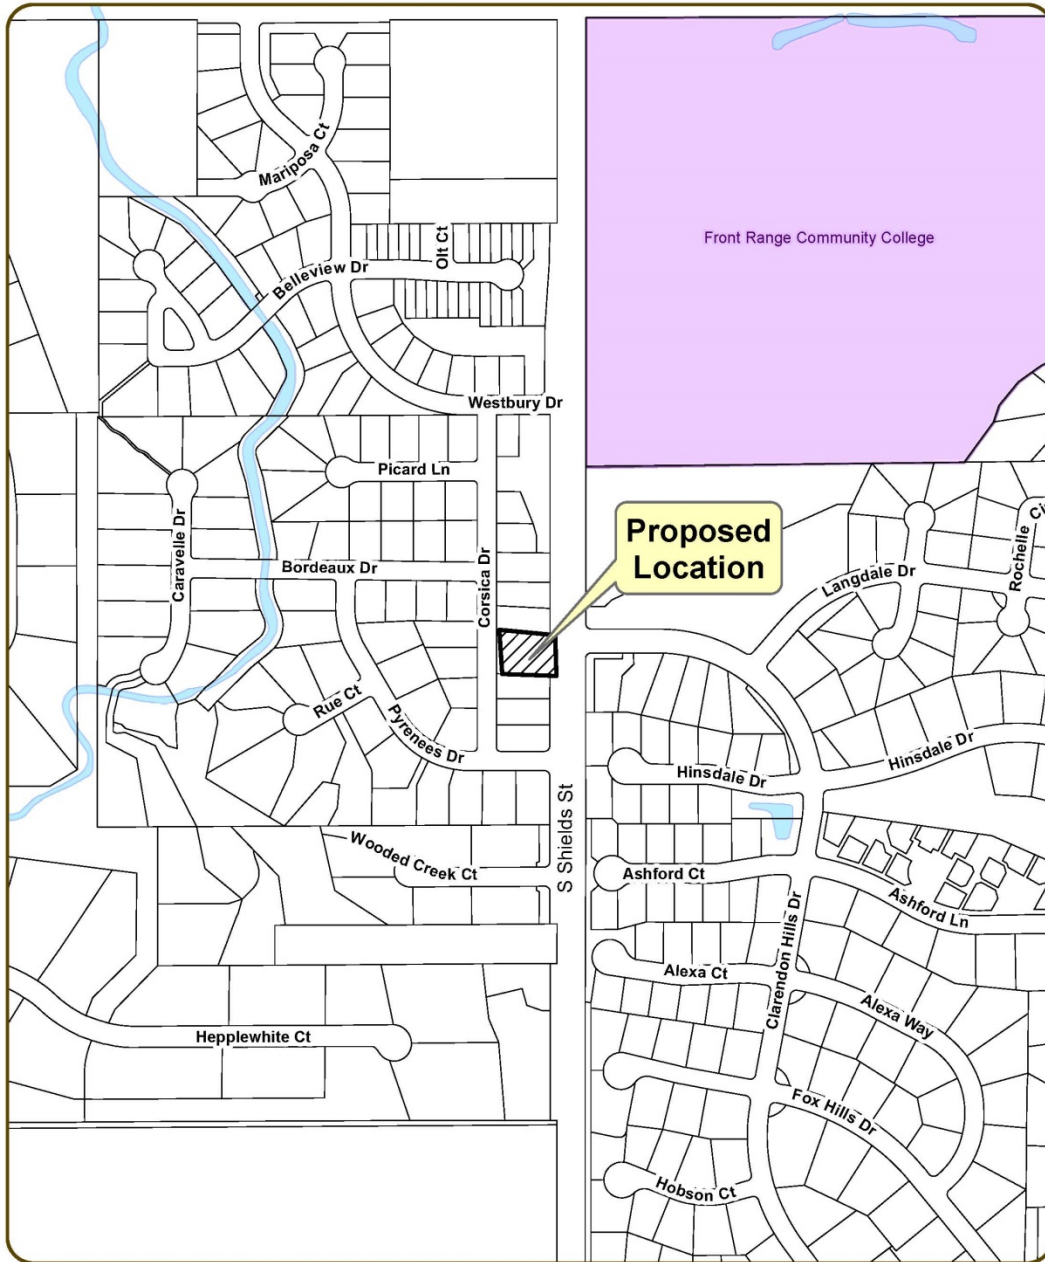 Front Range Community College
Mariposa Ct
Olt Ct
Belleview Dr
Westbury Dr
Picard Ln
Proposed
Location
Caravelle Dr
Bordeaux Dr
Corsica Dr
Langdale Dr
Rochelle Ci
Rue Ct
Pyrenees Dr
Hinsdale Dr
Hinsdale Dr
S Shields St
Wooded Creek Ct
Ashford Ct
Ashford Ln
Clarendon Hills Dr
Alexa Ct
Alexa Way
Hepplewhite Ct
Fox Hills Dr
Hobson Ct